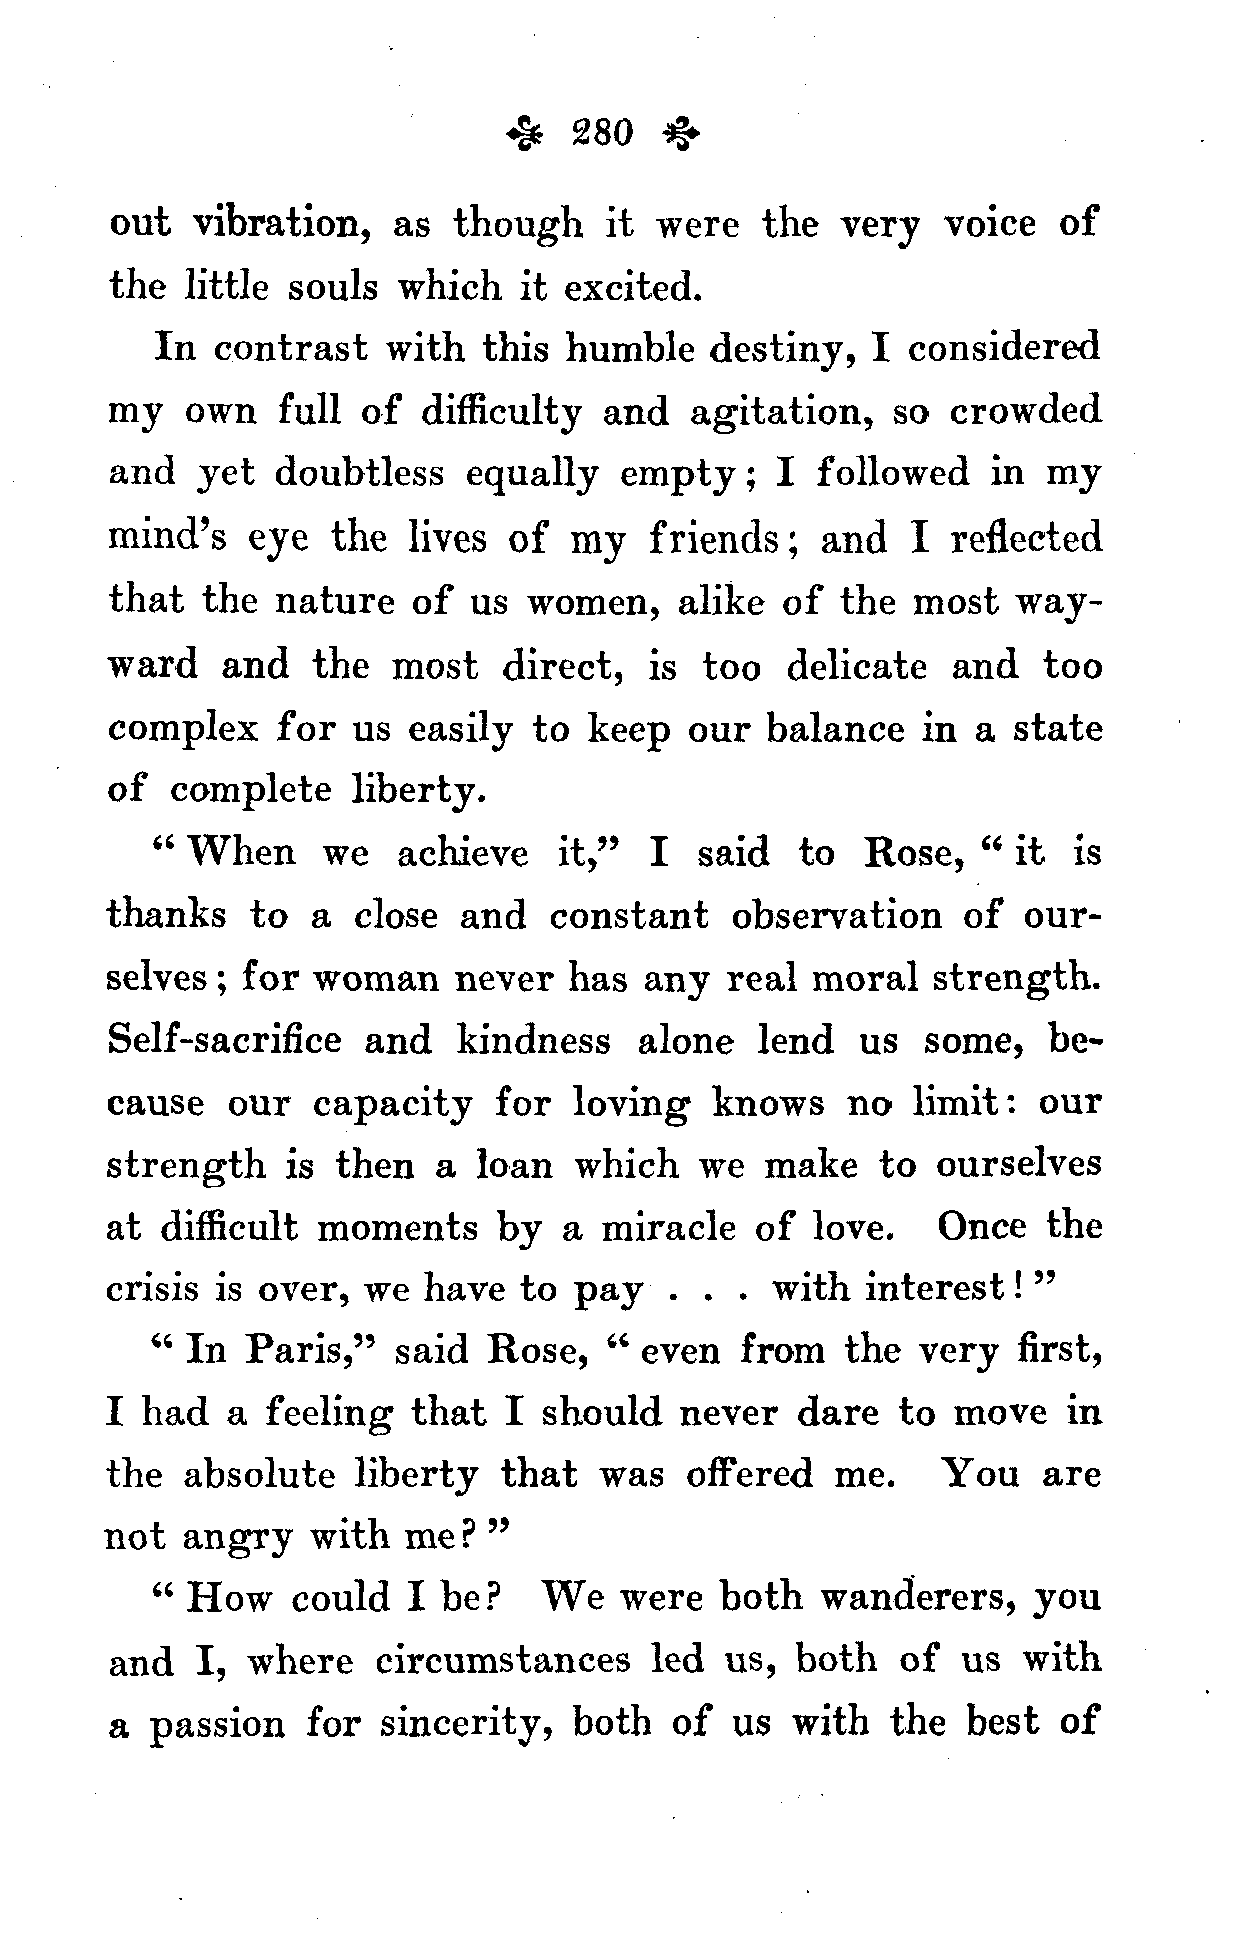 280
out vibration, as though it were the very voice of
the little souls which it excited.
In contrast with this humble destiny, I considered
my own full of difficulty and agitation, so crowded
and yet doubtless equally empty; I followed in my
mind's eye the lives of my friends; and I reflected
that the nature of us women, alike of the most way-
ward and the most direct, is too delicate and too
complex for us easily to keep our balance in a state
of complete liberty.
“When we achieve it,” I said to Rose, “it is
thanks to a close and constant observation of our-
selves; for woman never has any real moral strength.
Self-sacrifice and kindness alone lend us some, be-
cause our capacity for loving knows no limit: our
strength is then a loan which we make to ourselves
at difficult moments by a miracle of love. Once the
crisis is over, we have to pay . . . with interest!”
“In Paris,” said Rose, “even from the very first,
I had a feeling that I should never dare to move in
the absolute liberty that was offered me. You are
not angry with me?”
“How could I be? We were both wanderers, you
and I, where circumstances led us, both of us with
a passion for sincerity, both of us with the best of